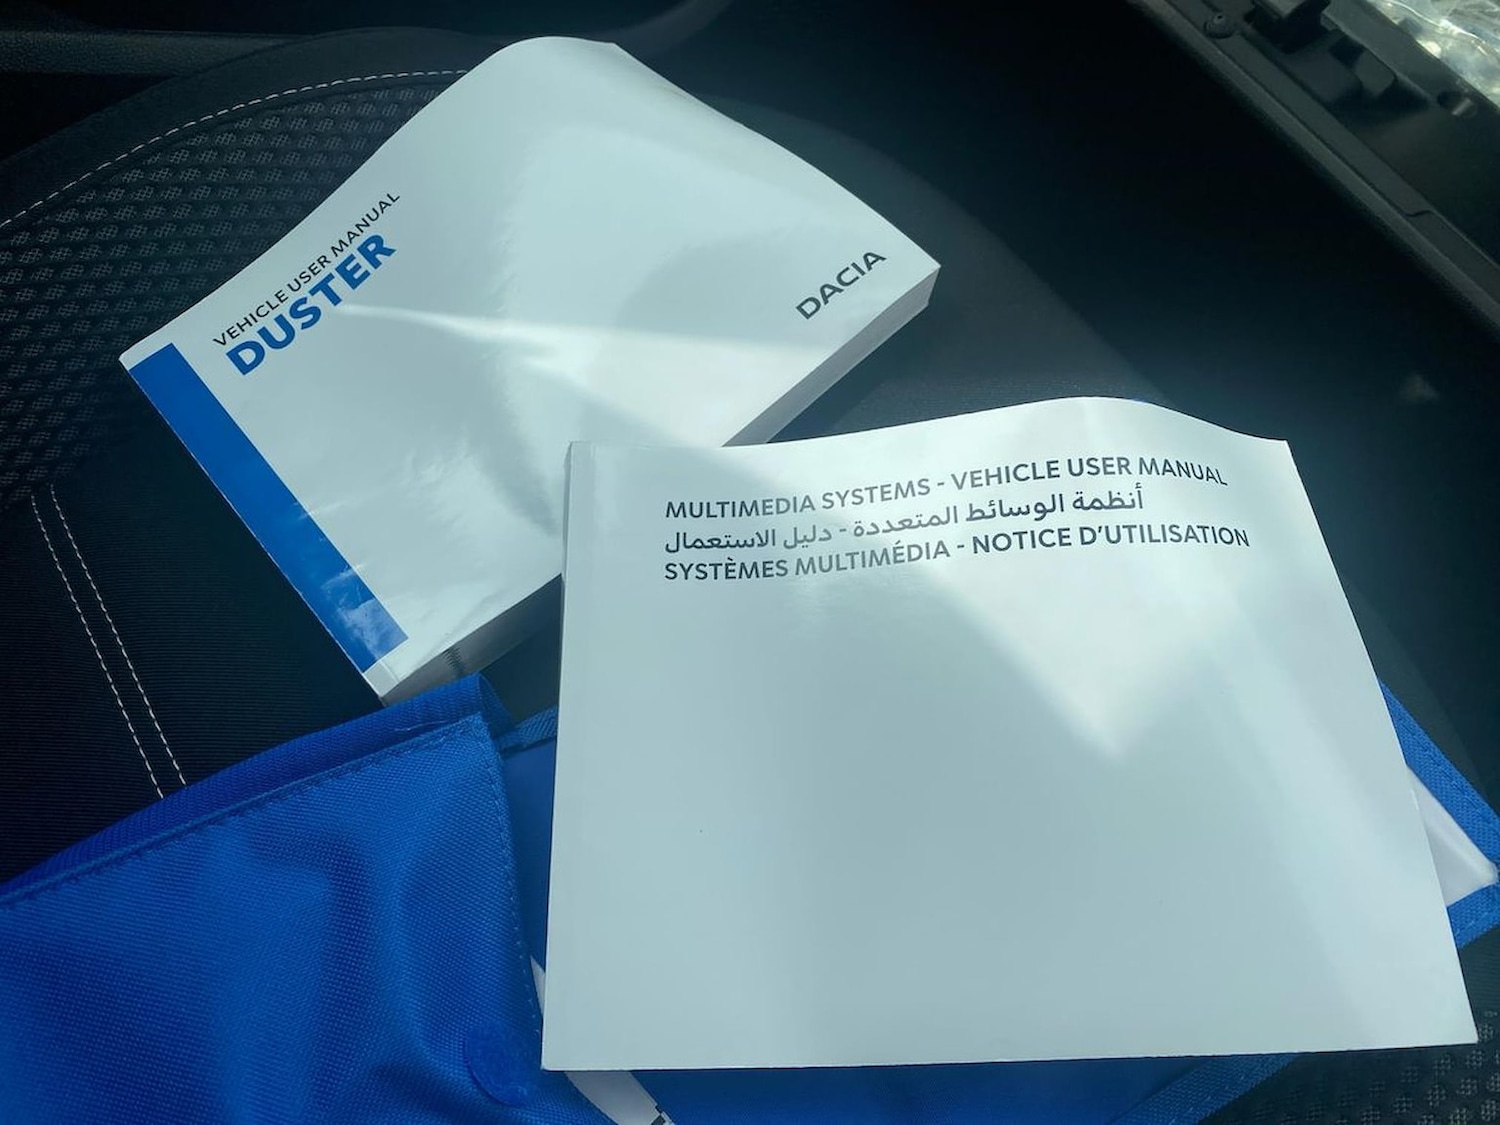 VEHICLE USER MANUAL
DUSTER
DACIA
MULTIMEDIA SYSTEMS - VEHICLE USER MANUAL
أنظمة الوسائط المتعددة - دليل الاستعمال
SYSTÈMES MULTIMÉDIA - NOTICE D'UTILISATION